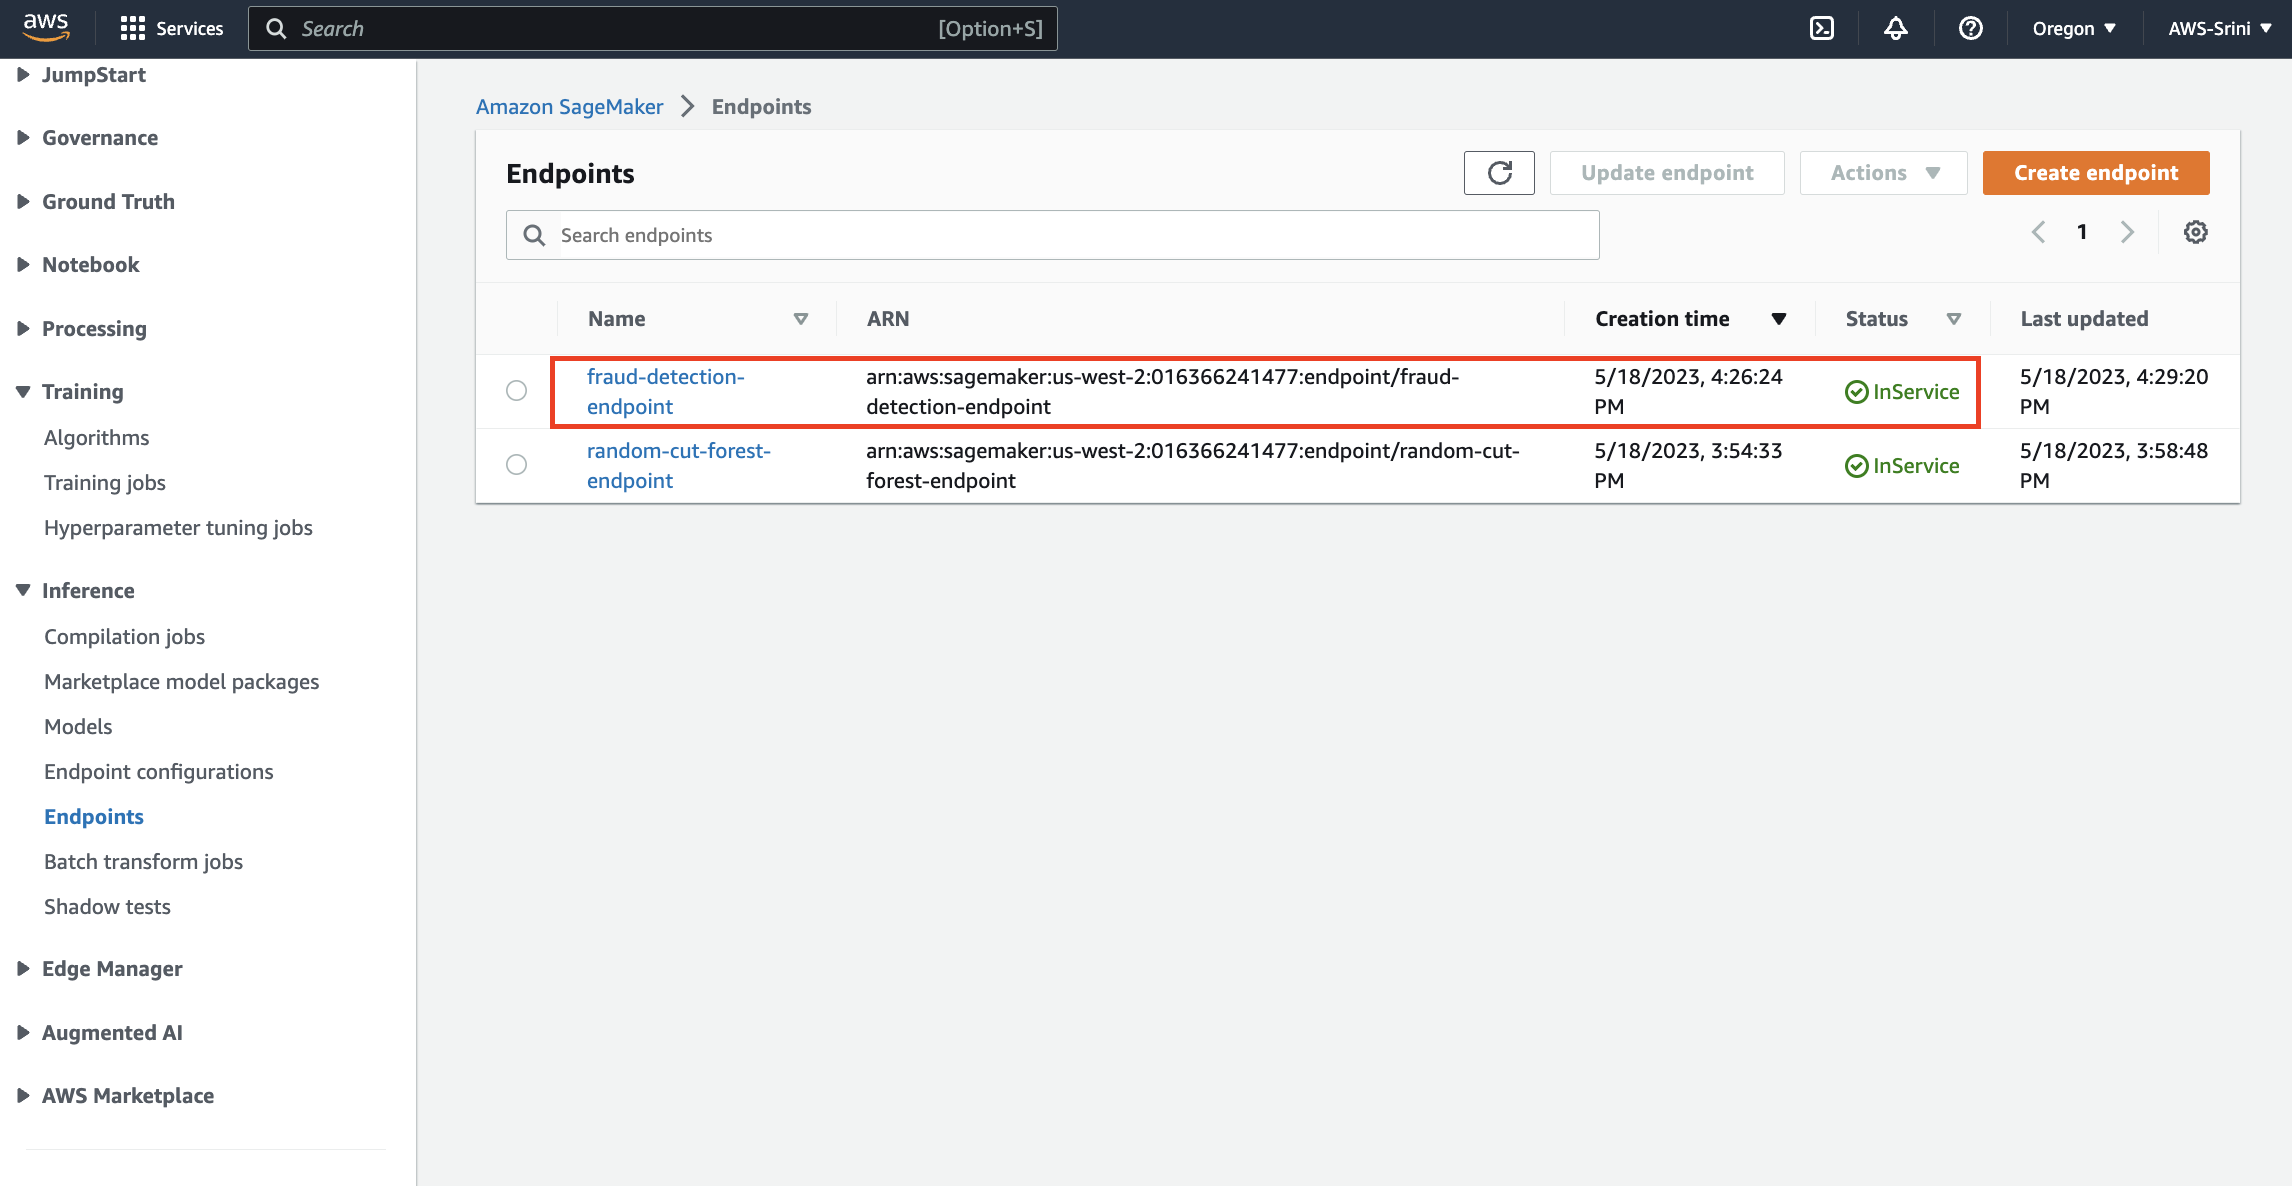 aws
Services
Search
[Option+S]
Oregon
AWS-Srini
JumpStart
Governance
Ground Truth
Notebook
Processing
Training
Algorithms
Training jobs
Hyperparameter tuning jobs
Inference
Compilation jobs
Marketplace model packages
Models
Endpoint configurations
Endpoints
Batch transform jobs
Shadow tests
Edge Manager
Augmented AI
AWS Marketplace
Amazon SageMaker
Endpoints
Endpoints
Update endpoint
Actions
Create endpoint
Search endpoints
1
Name
ARN
Creation time
Status
Last updated
fraud-detection-
endpoint
arn:aws:sagemaker:us-west-2:016366241477:endpoint/fraud-
detection-endpoint
5/18/2023, 4:26:24
PM
InService
5/18/2023, 4:29:20
PM
random-cut-forest-
endpoint
arn:aws:sagemaker:us-west-2:016366241477:endpoint/random-cut-
forest-endpoint
5/18/2023, 3:54:33
PM
InService
5/18/2023, 3:58:48
PM